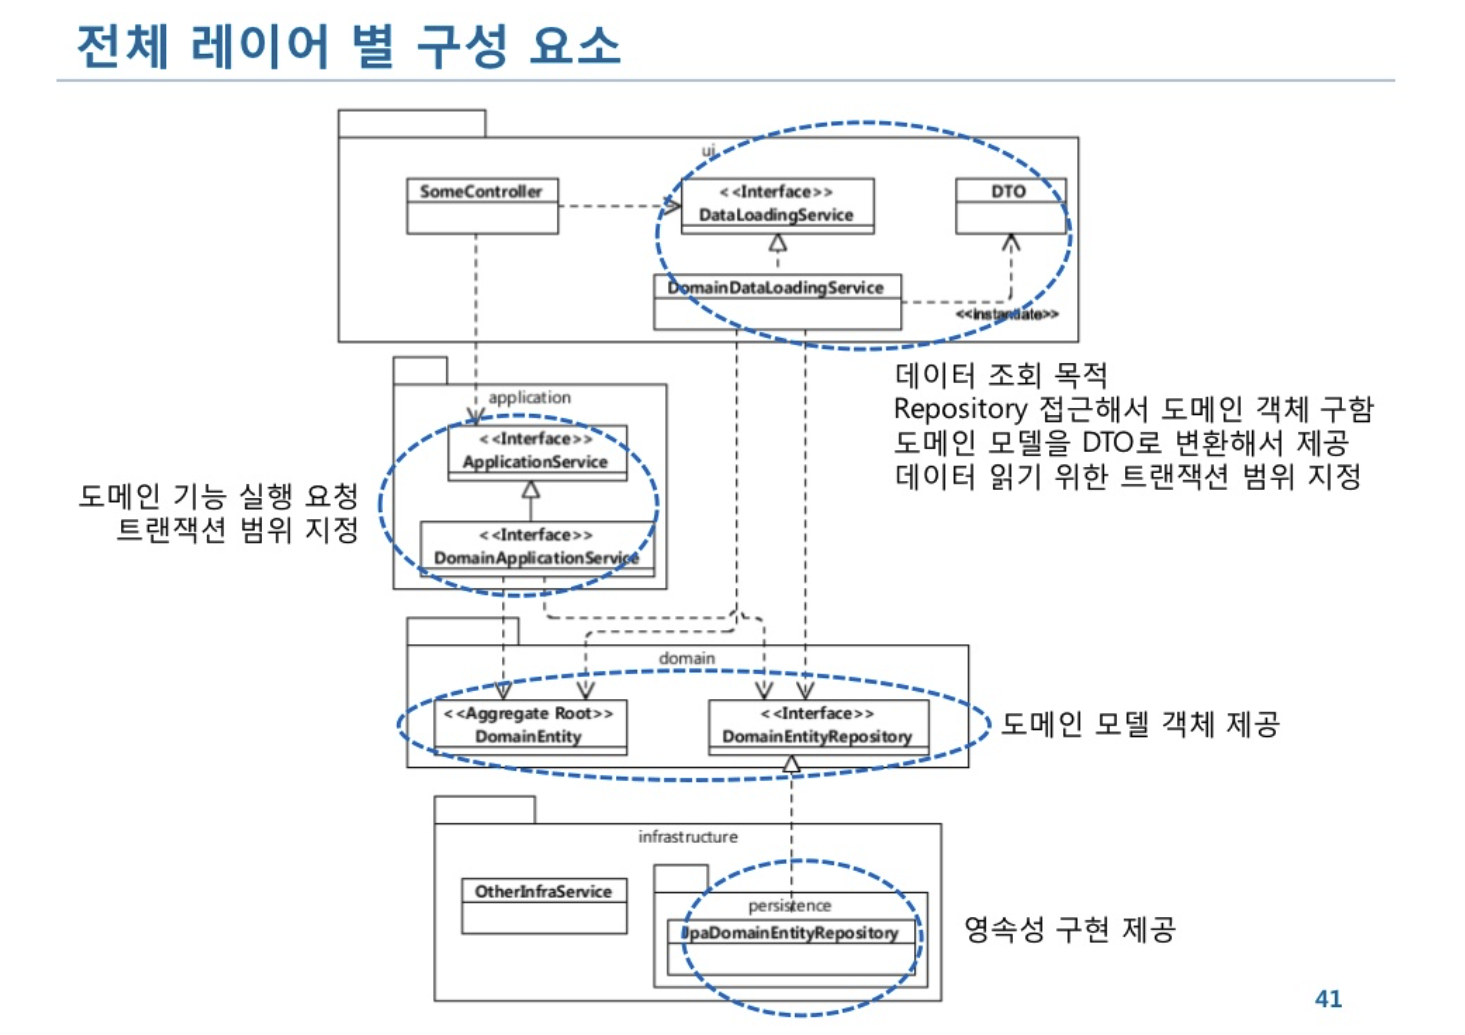 전체 레이어 별 구성 요소
ui
SomeController
<<Interface>>
DataLoadingService
DTO
DomainDataLoadingService
<<instantiate>>
데이터 조회 목적
Repository 접근해서 도메인 객체 구함
도메인 모델을 DTO로 변환해서 제공
데이터 읽기 위한 트랜잭션 범위 지정
application
<<Interface>>
ApplicationService
도메인 기능 실행 요청
트랜잭션 범위 지정
<<Interface>>
DomainApplicationService
domain
<<Aggregate Root>>
DomainEntity
<<Interface>>
DomainEntityRepository
도메인 모델 객체 제공
infrastructure
OtherInfraService
persistence
JpaDomainEntityRepository
영속성 구현 제공
41